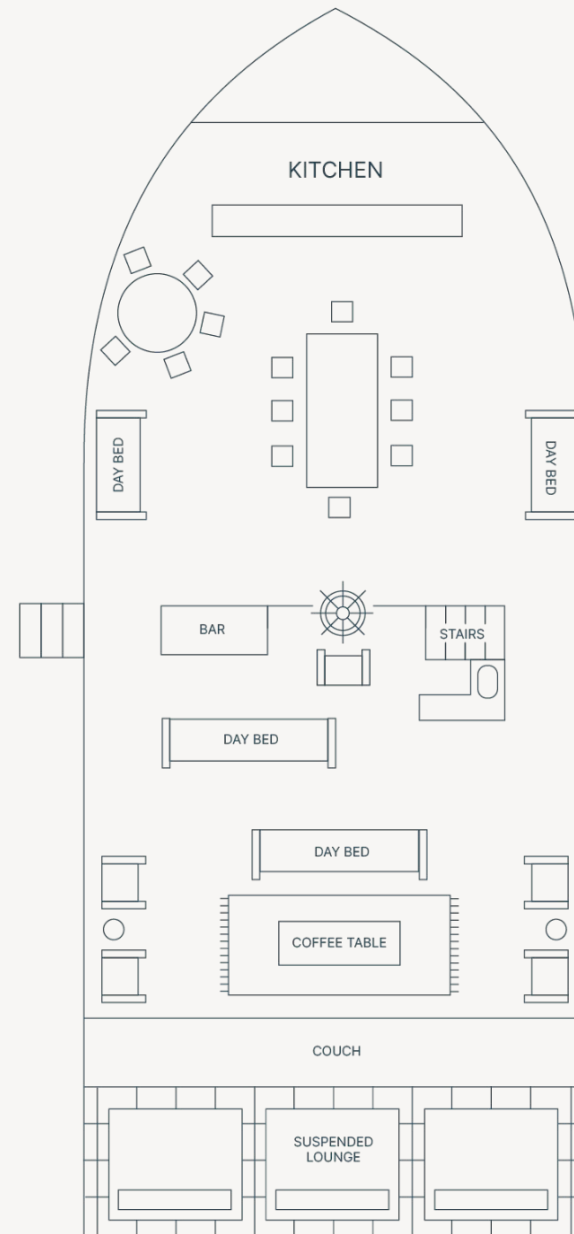 KITCHEN
DAY BED
DAY BED
BAR
STAIRS
DAY BED
DAY BED
COFFEE TABLE
COUCH
SUSPENDED
LOUNGE